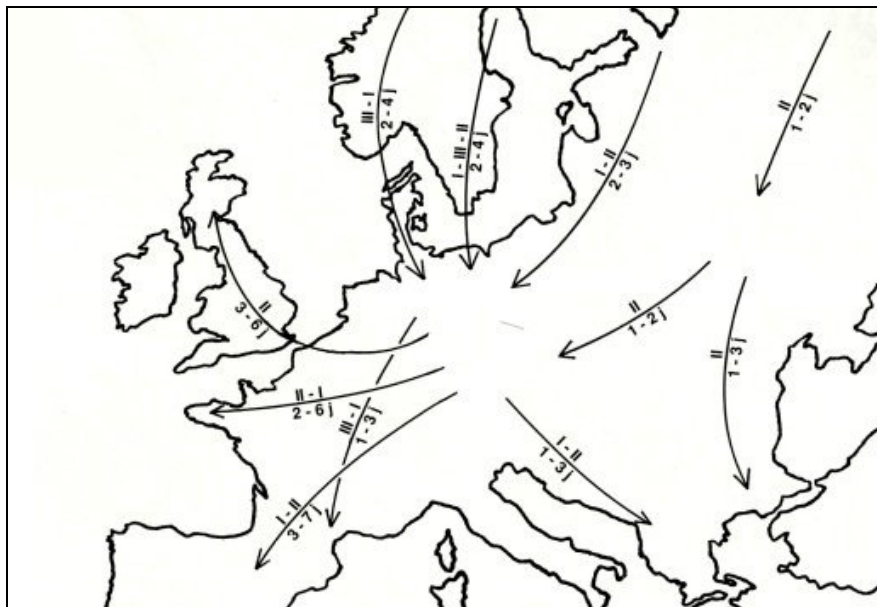 III - I
2 - 4 j
I - III - II
2 - 4 j
I - II
2 - 3 j
II
1 - 2 j
II
3 - 6 j
II
1 - 2 j
II
1 - 3 j
II - I
2 - 6 j
III - I
1 - 3 j
I - II
1 - 3 j
I - II
3 - 7 j